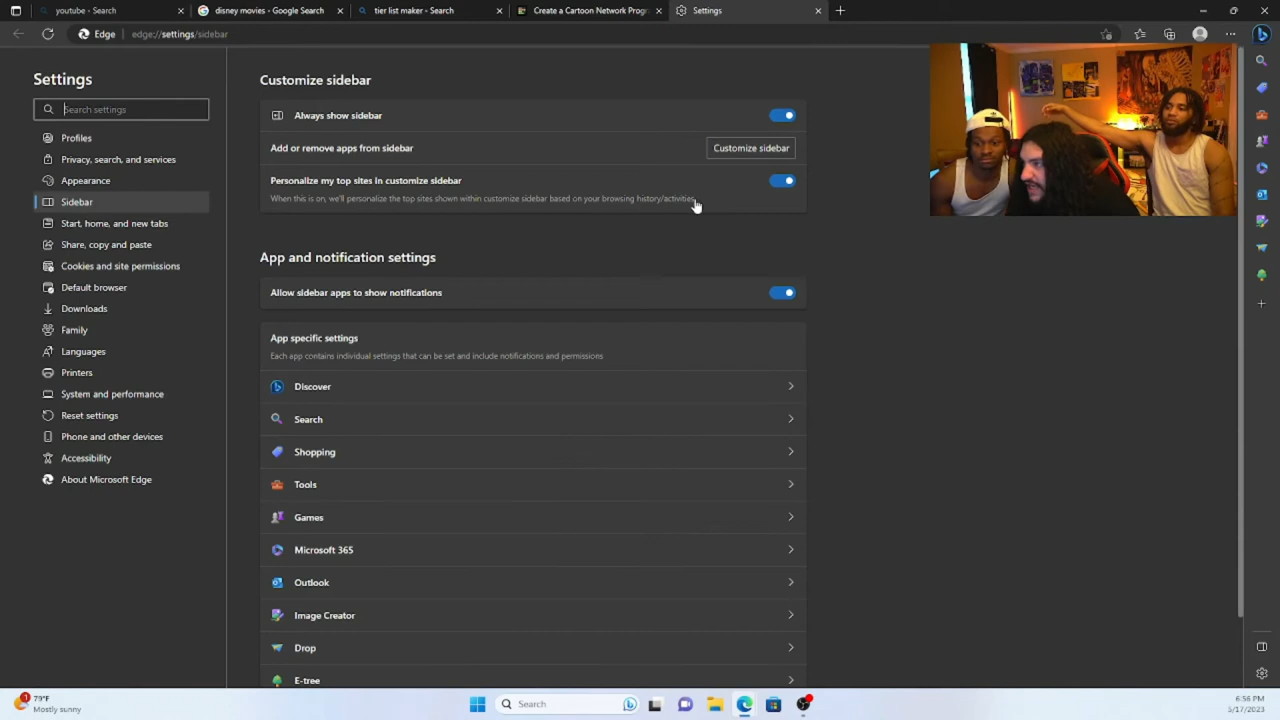 youtube - Search
disney movies - Google Search
tier list maker - Search
Create a Cartoon Network Progr
Settings
Edge
edge://settings/sidebar
Settings
Search settings
Profiles
Privacy, search, and services
Appearance
Sidebar
Start, home, and new tabs
Share, copy and paste
Cookies and site permissions
Default browser
Downloads
Family
Languages
Printers
System and performance
Reset settings
Phone and other devices
Accessibility
About Microsoft Edge
Customize sidebar
Always show sidebar
Add or remove apps from sidebar
Customize sidebar
Personalize my top sites in customize sidebar
When this is on, we'll personalize the top sites shown within customize sidebar based on your browsing history/activities
App and notification settings
Allow sidebar apps to show notifications
App specific settings
Each app contains individual settings that can be set and include notifications and permissions
Discover
Search
Shopping
Tools
Games
Microsoft 365
Outlook
Image Creator
Drop
E-tree
1
79°F
Mostly sunny
Search
6:56 PM
5/17/2023